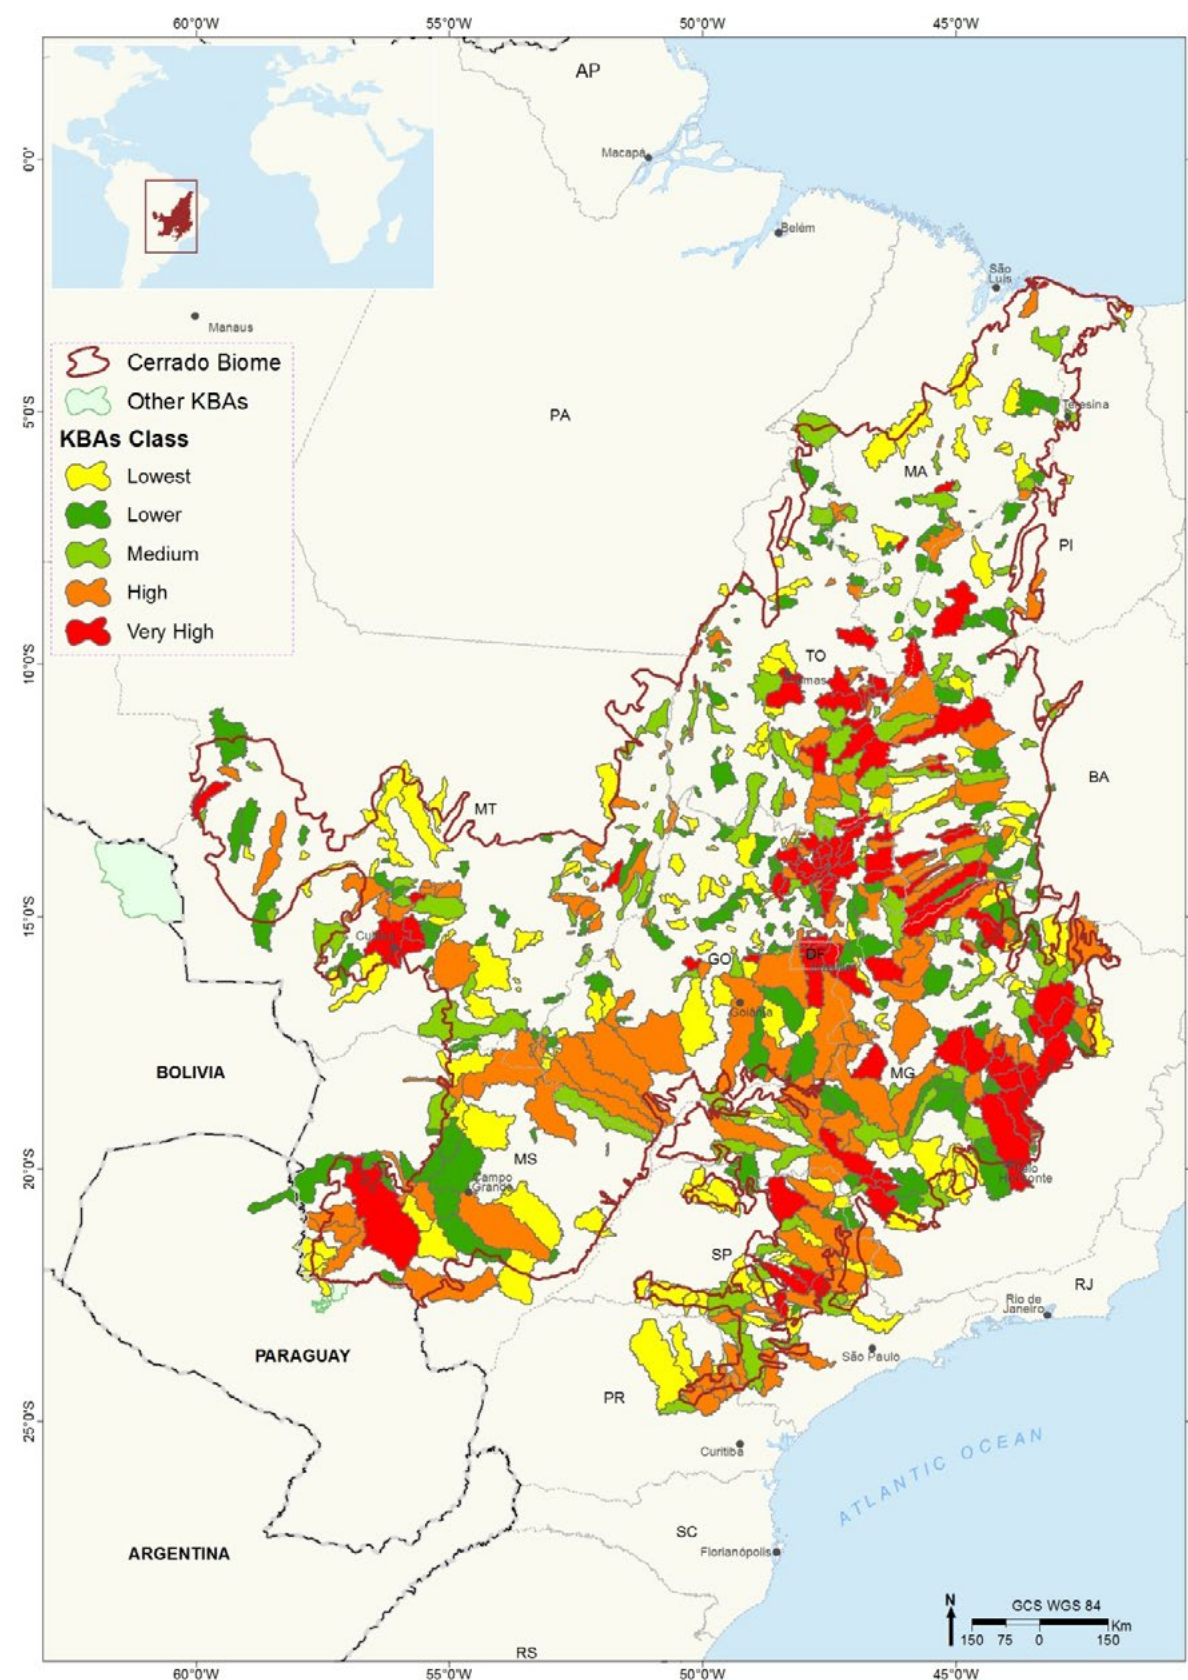 60°0'W 55°0'W 50°0'W 45°0'W
AP
0°0'
Macapá
Belém
São
Luís
Manaus
Cerrado Biome
Other KBAs
KBAs Class
Lowest
Lower
Medium
High
Very High
PA
5°0'S
Teresina
MA
PI
10°0'S
TO
BA
MT
15°0'S
GO
DF
Goiânia
BOLIVIA
MG
20°0'S
MS
Campo
Grande
Horizonte
SP
RJ
Rio de
Janeiro
PARAGUAY
São Paulo
PR
25°0'S
Curitiba
ATLANTIC OCEAN
SC
Florianópolis
ARGENTINA
N
GCS WGS 84
Km
150 75 0 150
RS
60°0'W 55°0'W 50°0'W 45°0'W